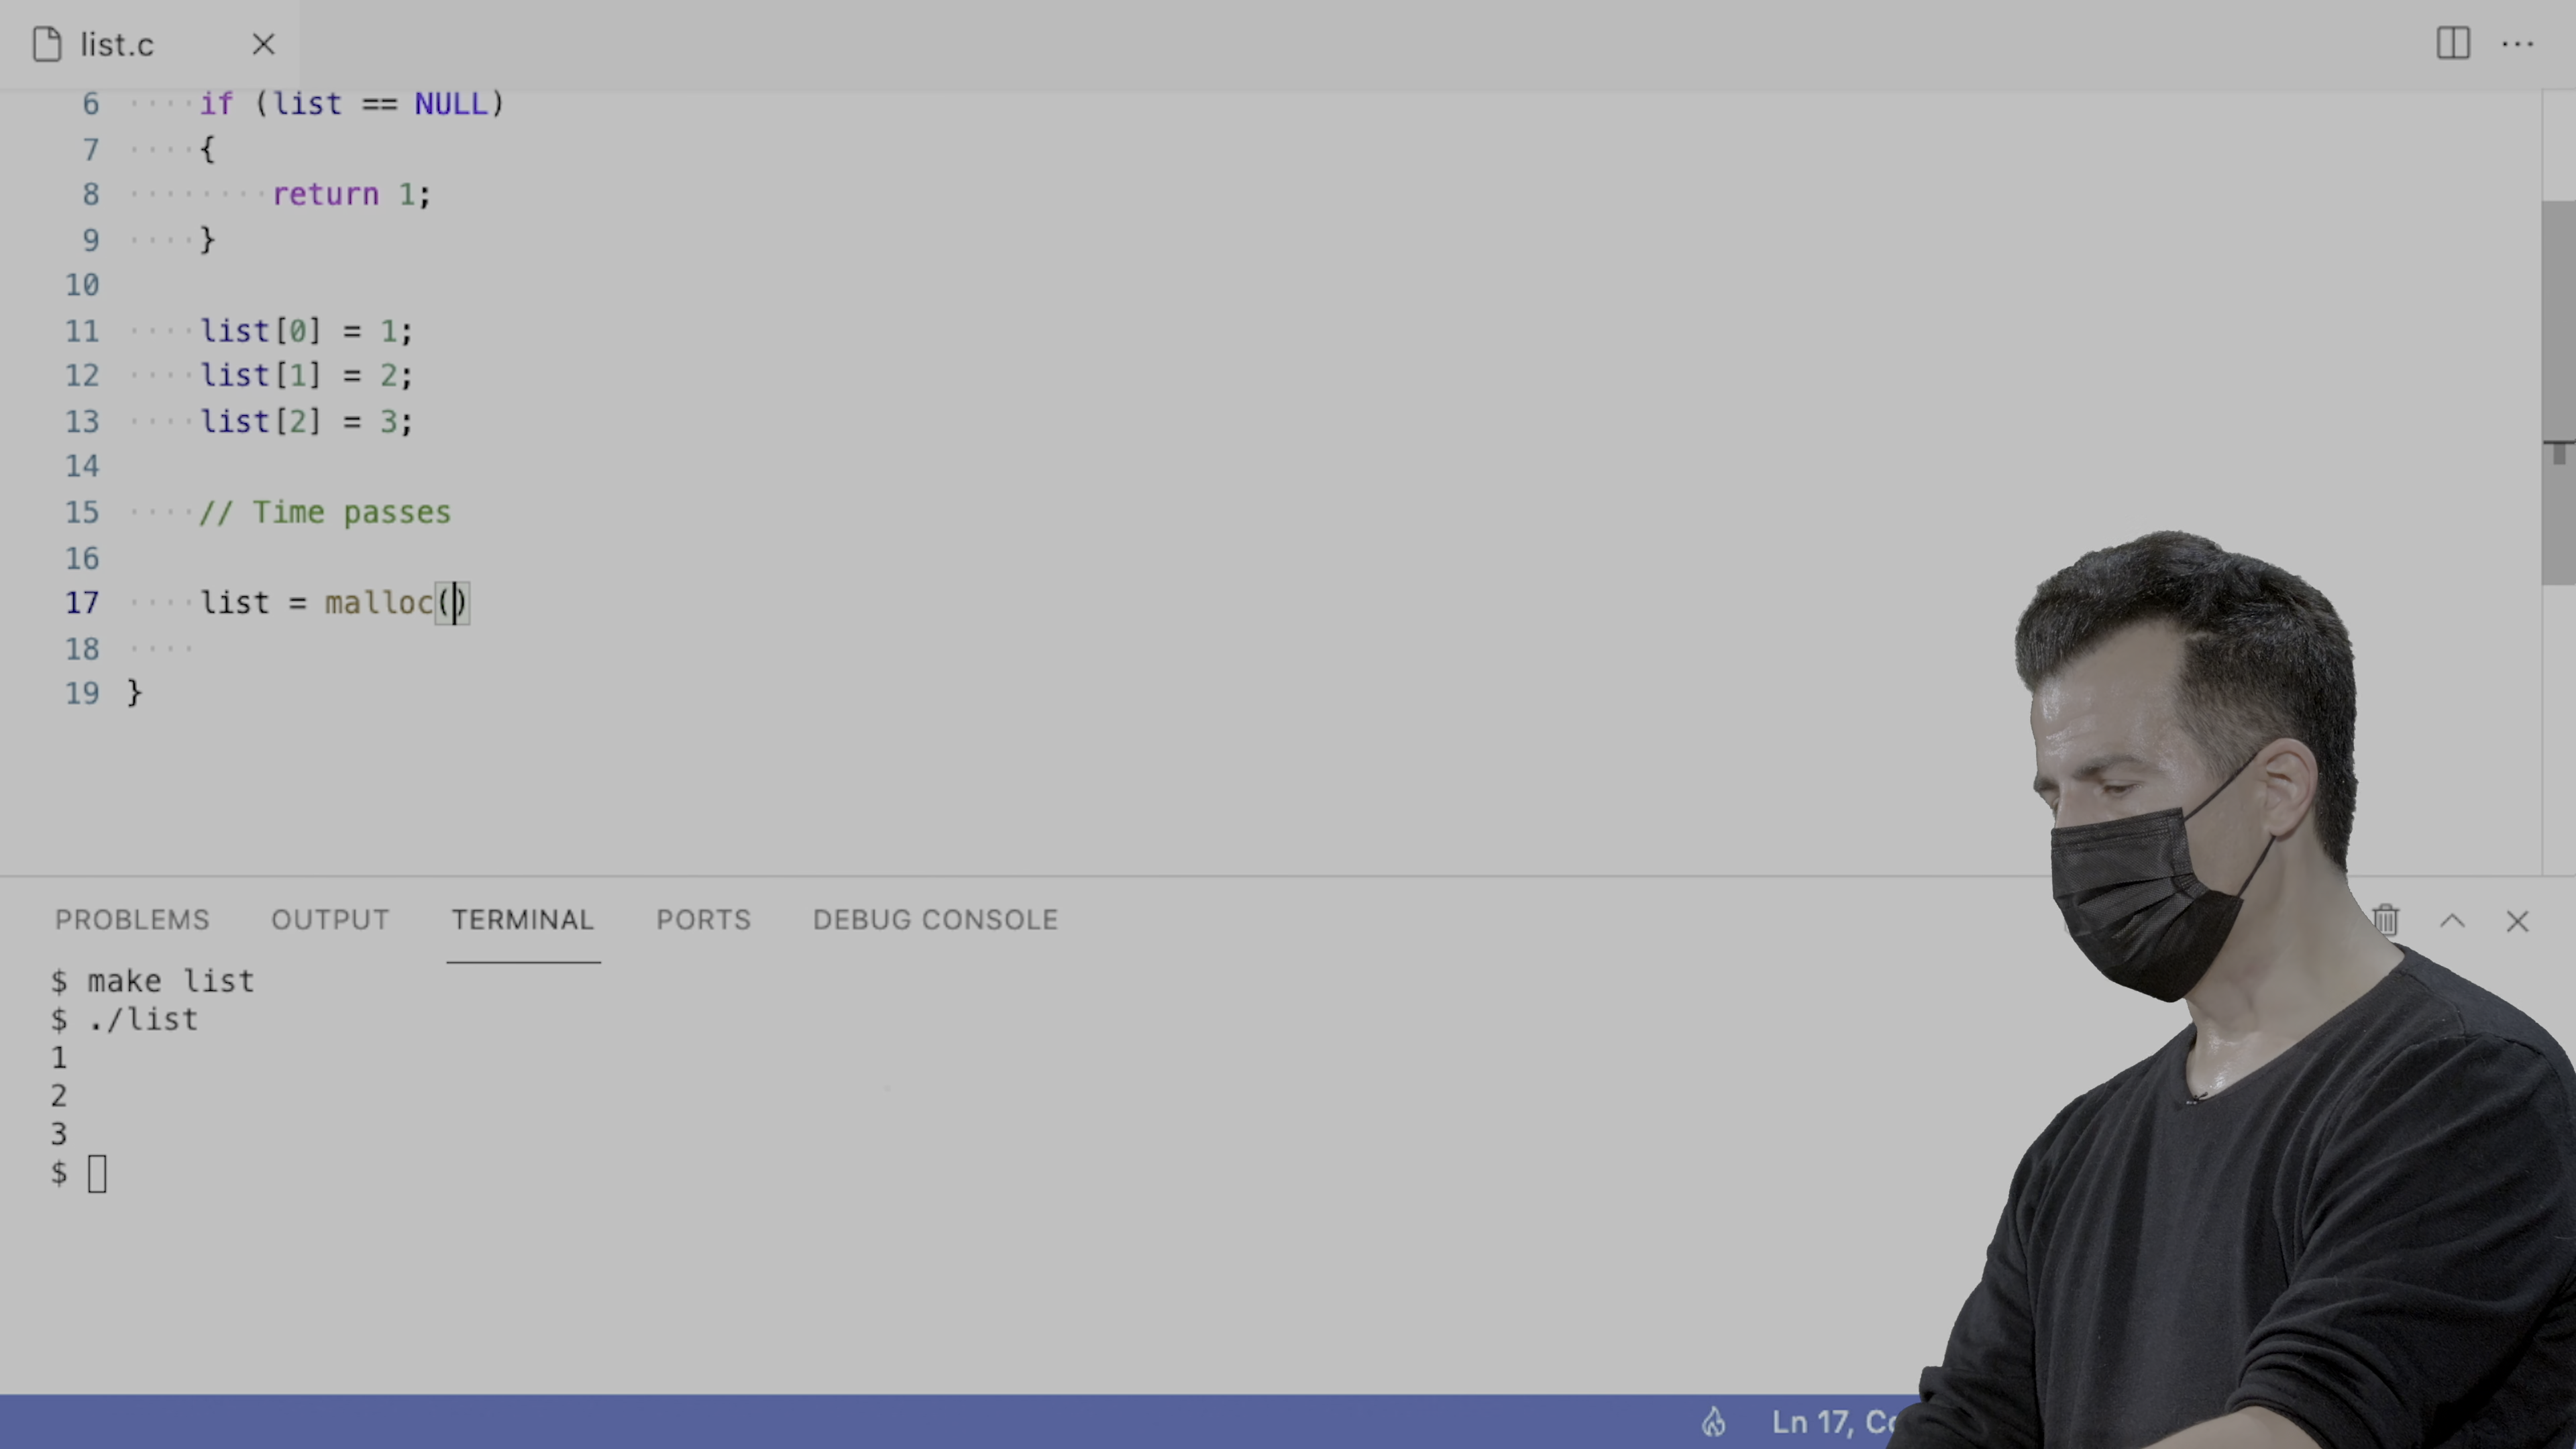 list.c
6 if (list == NULL)
7 {
8 return 1;
9 }
10
11 list[0] = 1;
12 list[1] = 2;
13 list[2] = 3;
14
15 // Time passes
16
17 list = malloc()
18
19 }
PROBLEMS OUTPUT TERMINAL PORTS DEBUG CONSOLE
$ make list
$ ./list
1
2
3
$
Ln 17,